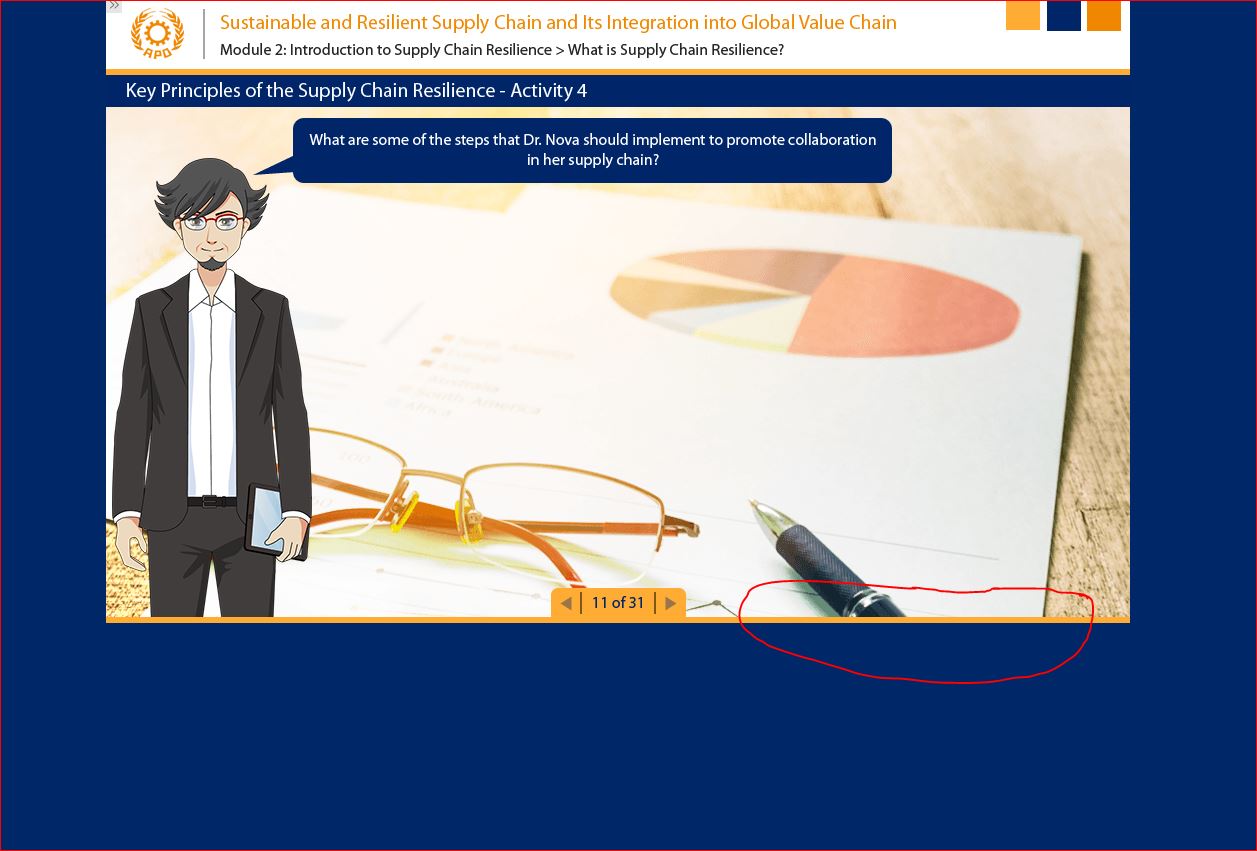 APO
Sustainable and Resilient Supply Chain and Its Integration into Global Value Chain
Module 2: Introduction to Supply Chain Resilience > What is Supply Chain Resilience?
Key Principles of the Supply Chain Resilience - Activity 4
What are some of the steps that Dr. Nova should implement to promote collaboration
in her supply chain?
North America
Europe
Asia
Australia
South America
Africa
100
11 of 31